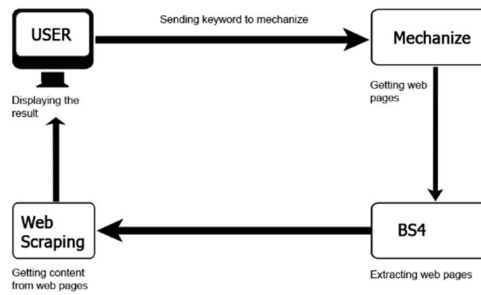 Sending keyword to mechanize
USER
Mechanize
Displaying the
result
Getting web
pages
Web
Scraping
BS4
Getting content
from web pages
Extracting web pages